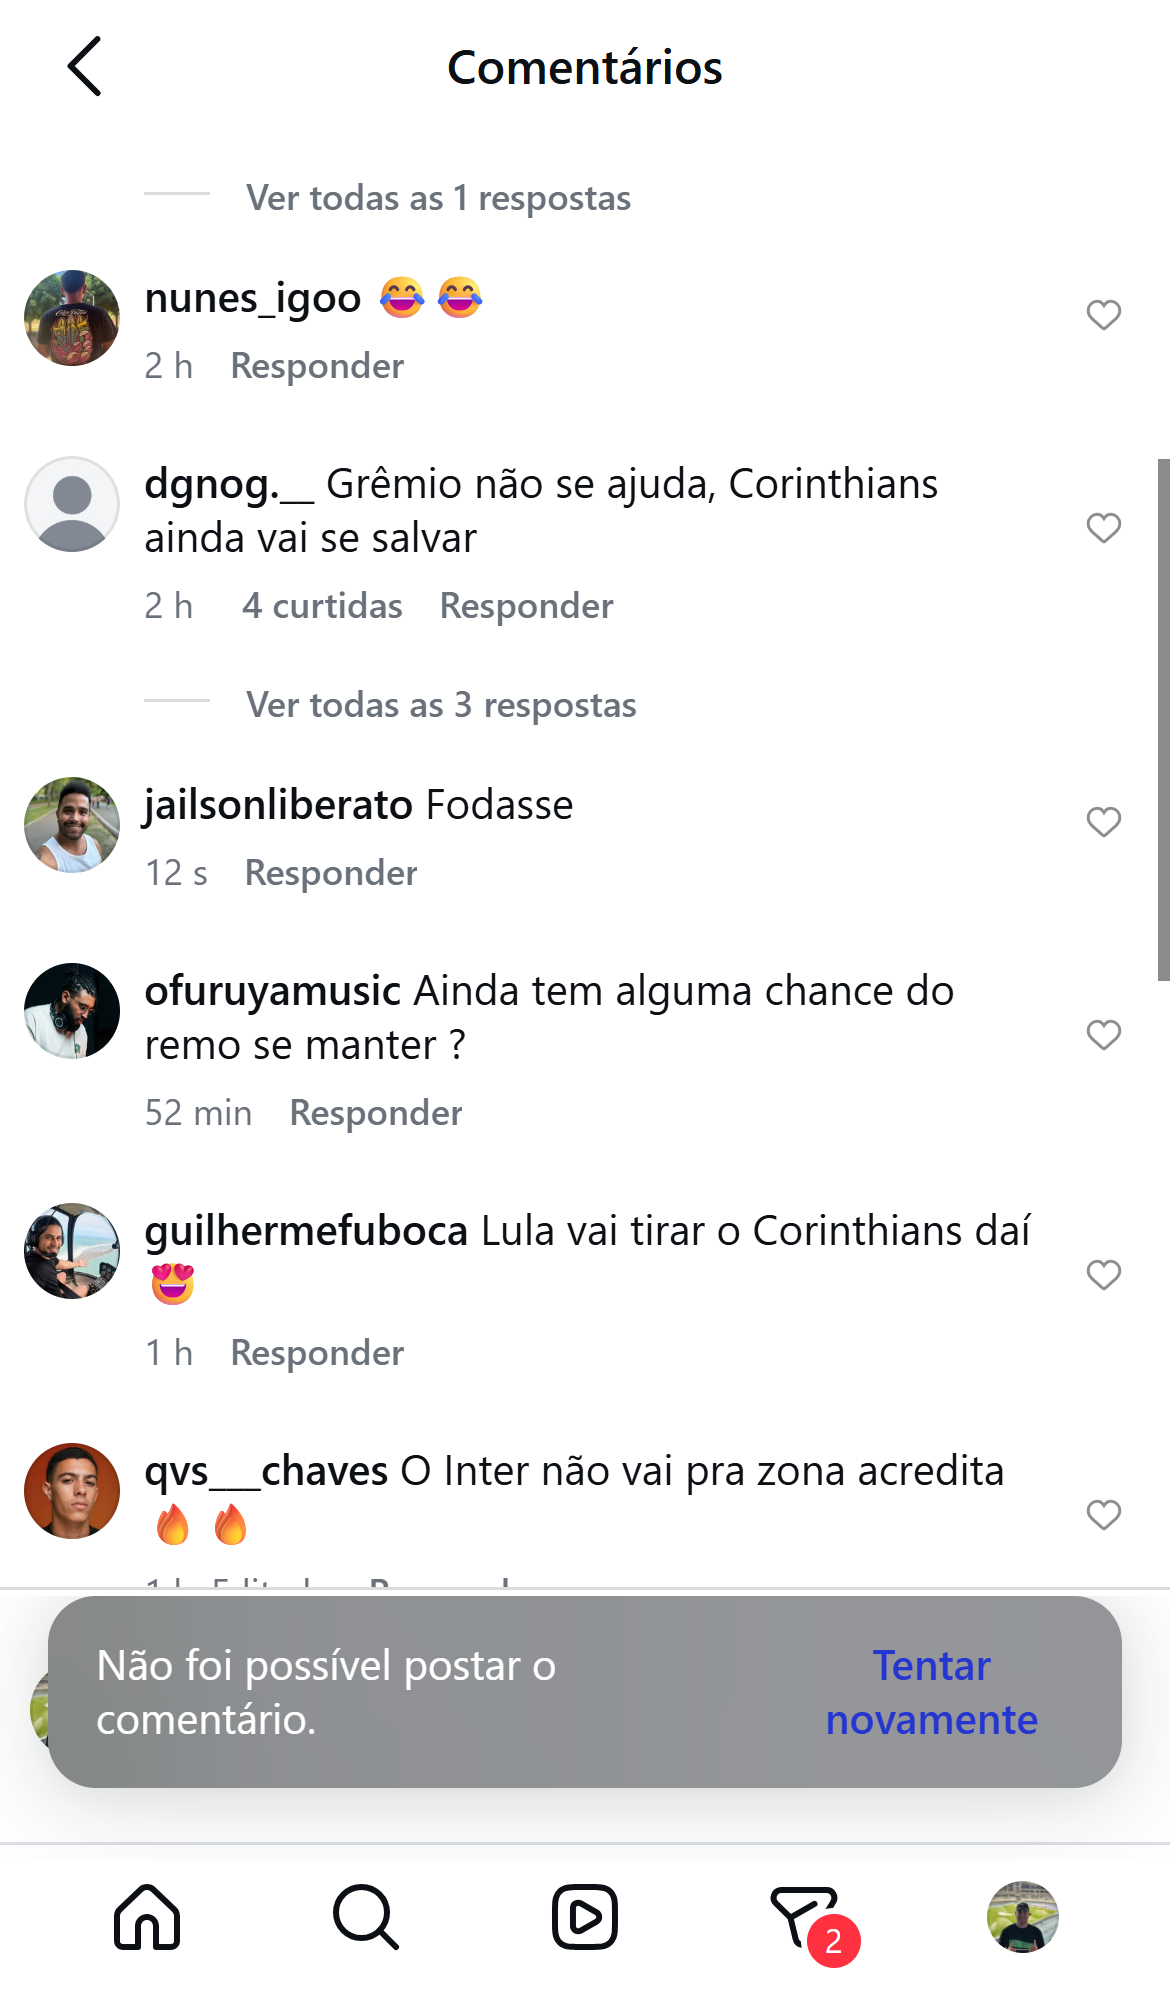 Comentários
Ver todas as 1 respostas
nunes_igoo 😂 😂
2 h Responder
dgnog.__ Grêmio não se ajuda, Corinthians
ainda vai se salvar
2 h 4 curtidas Responder
Ver todas as 3 respostas
jailsonliberato Fodasse
12 s Responder
ofuruyamusic Ainda tem alguma chance do
remo se manter ?
52 min Responder
guilhermefuboca Lula vai tirar o Corinthians daí
😍
1 h Responder
qvs___chaves O Inter não vai pra zona acredita
🔥 🔥
Não foi possível postar o
comentário.
Tentar
novamente
2